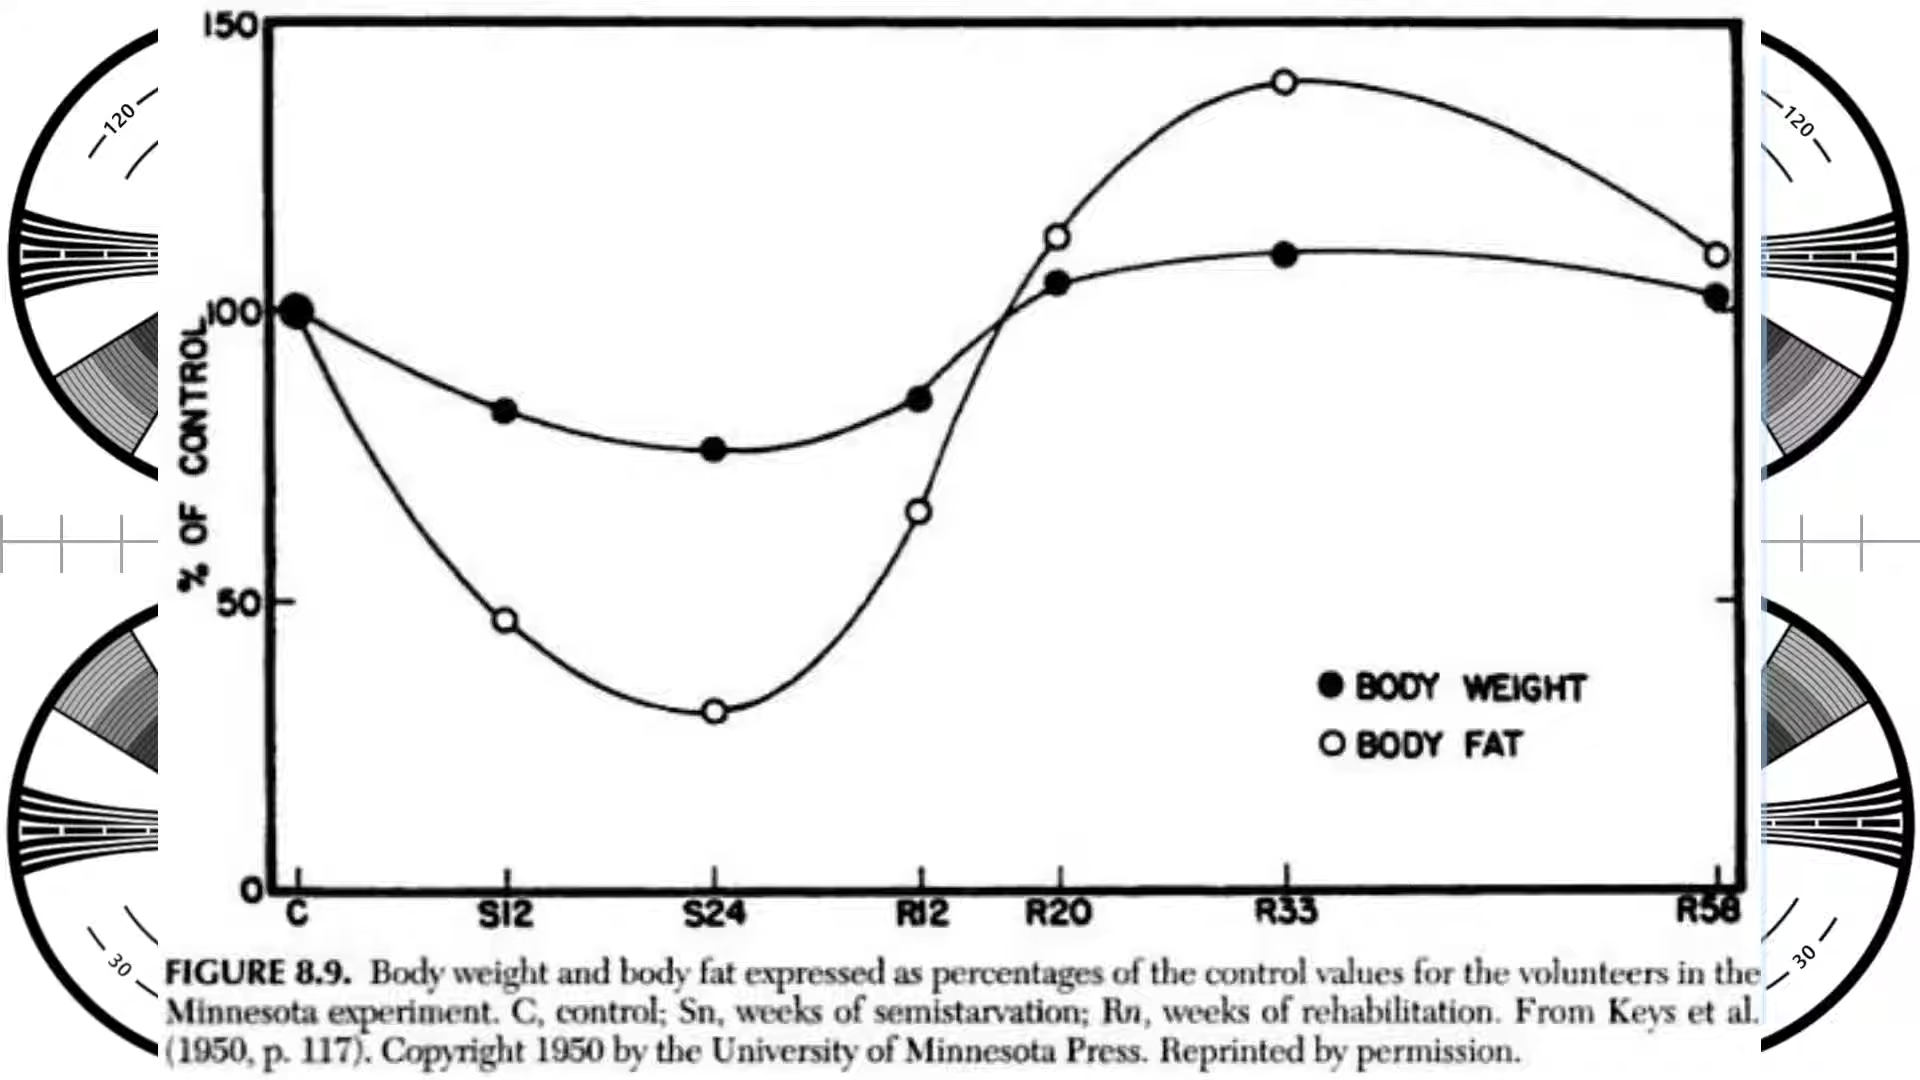 150
120
120
% OF CONTROL
100
50
BODY WEIGHT
BODY FAT
0
C S12 S24 R12 R20 R33 R58
30
30
FIGURE 8.9. Body weight and body fat expressed as percentages of the control values for the volunteers in the
Minnesota experiment. C, control; Sn, weeks of semistarvation; Rn, weeks of rehabilitation. From Keys et al.
(1950, p. 117). Copyright 1950 by the University of Minnesota Press. Reprinted by permission.